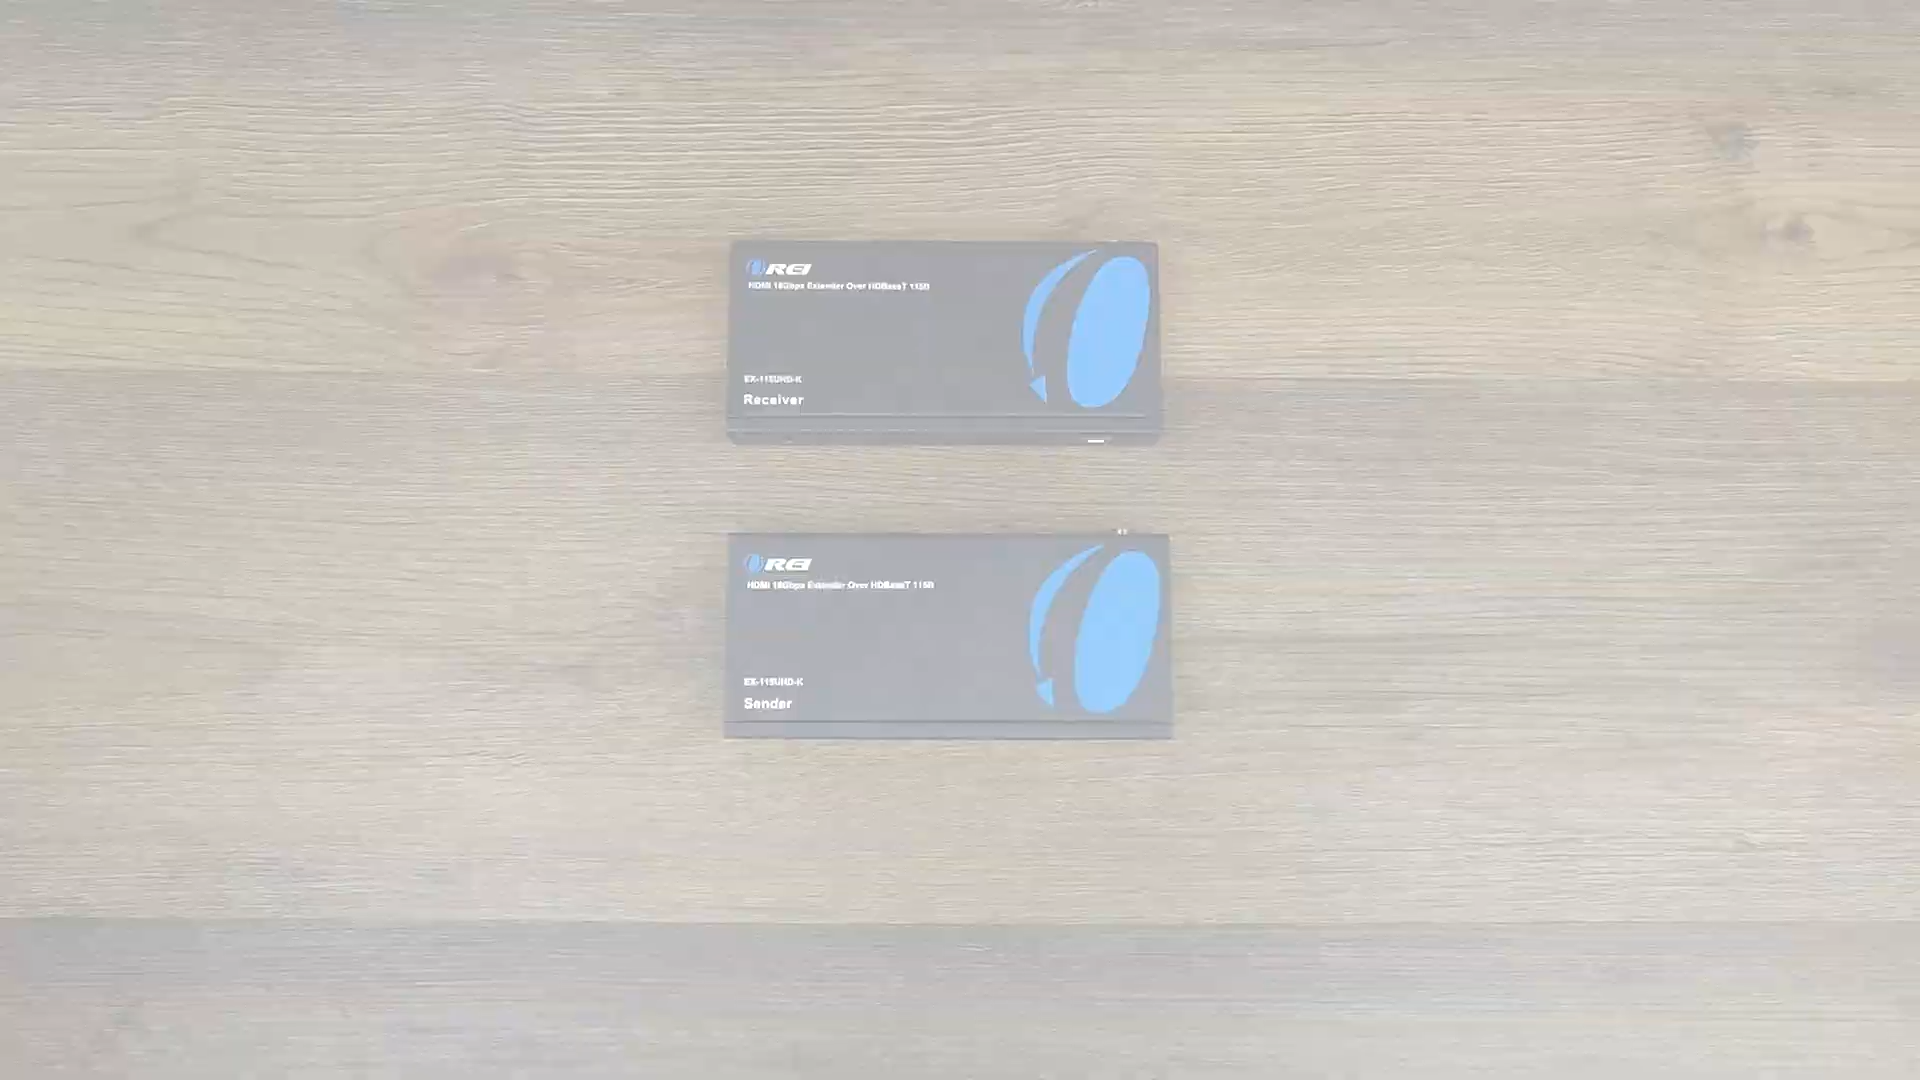 OREI
HDMI 18Gbps Extender Over HDBaseT 115ft
EX-115UHD-K
Receiver
OREI
HDMI 18Gbps Extender Over HDBaseT 115ft
EX-115UHD-K
Sender